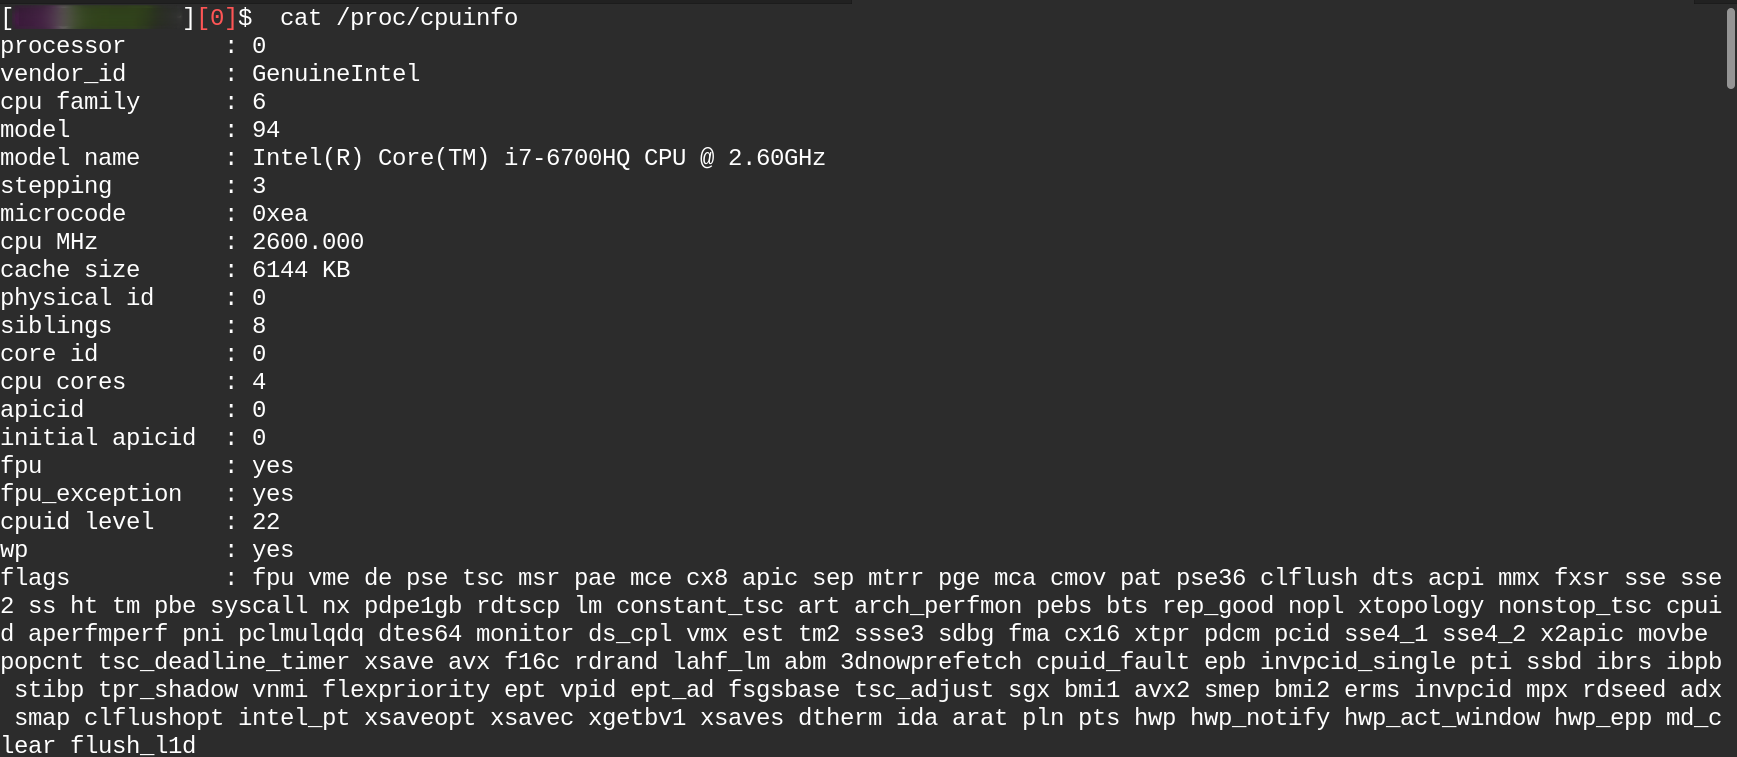 [ ][0]$  cat /proc/cpuinfo
processor       : 0
vendor_id       : GenuineIntel
cpu family      : 6
model           : 94
model name      : Intel(R) Core(TM) i7-6700HQ CPU @ 2.60GHz
stepping        : 3
microcode       : 0xea
cpu MHz         : 2600.000
cache size      : 6144 KB
physical id     : 0
siblings        : 8
core id         : 0
cpu cores       : 4
apicid          : 0
initial apicid  : 0
fpu             : yes
fpu_exception   : yes
cpuid level     : 22
wp              : yes
flags           : fpu vme de pse tsc msr pae mce cx8 apic sep mtrr pge mca cmov pat pse36 clflush dts acpi mmx fxsr sse sse
2 ss ht tm pbe syscall nx pdpe1gb rdtscp lm constant_tsc art arch_perfmon pebs bts rep_good nopl xtopology nonstop_tsc cpui
d aperfmperf pni pclmulqdq dtes64 monitor ds_cpl vmx est tm2 ssse3 sdbg fma cx16 xtpr pdcm pcid sse4_1 sse4_2 x2apic movbe
popcnt tsc_deadline_timer xsave avx f16c rdrand lahf_lm abm 3dnowprefetch cpuid_fault epb invpcid_single pti ssbd ibrs ibpb
 stibp tpr_shadow vnmi flexpriority ept vpid ept_ad fsgsbase tsc_adjust sgx bmi1 avx2 smep bmi2 erms invpcid mpx rdseed adx
 smap clflushopt intel_pt xsaveopt xsavec xgetbv1 xsaves dtherm ida arat pln pts hwp hwp_notify hwp_act_window hwp_epp md_c
lear flush_l1d